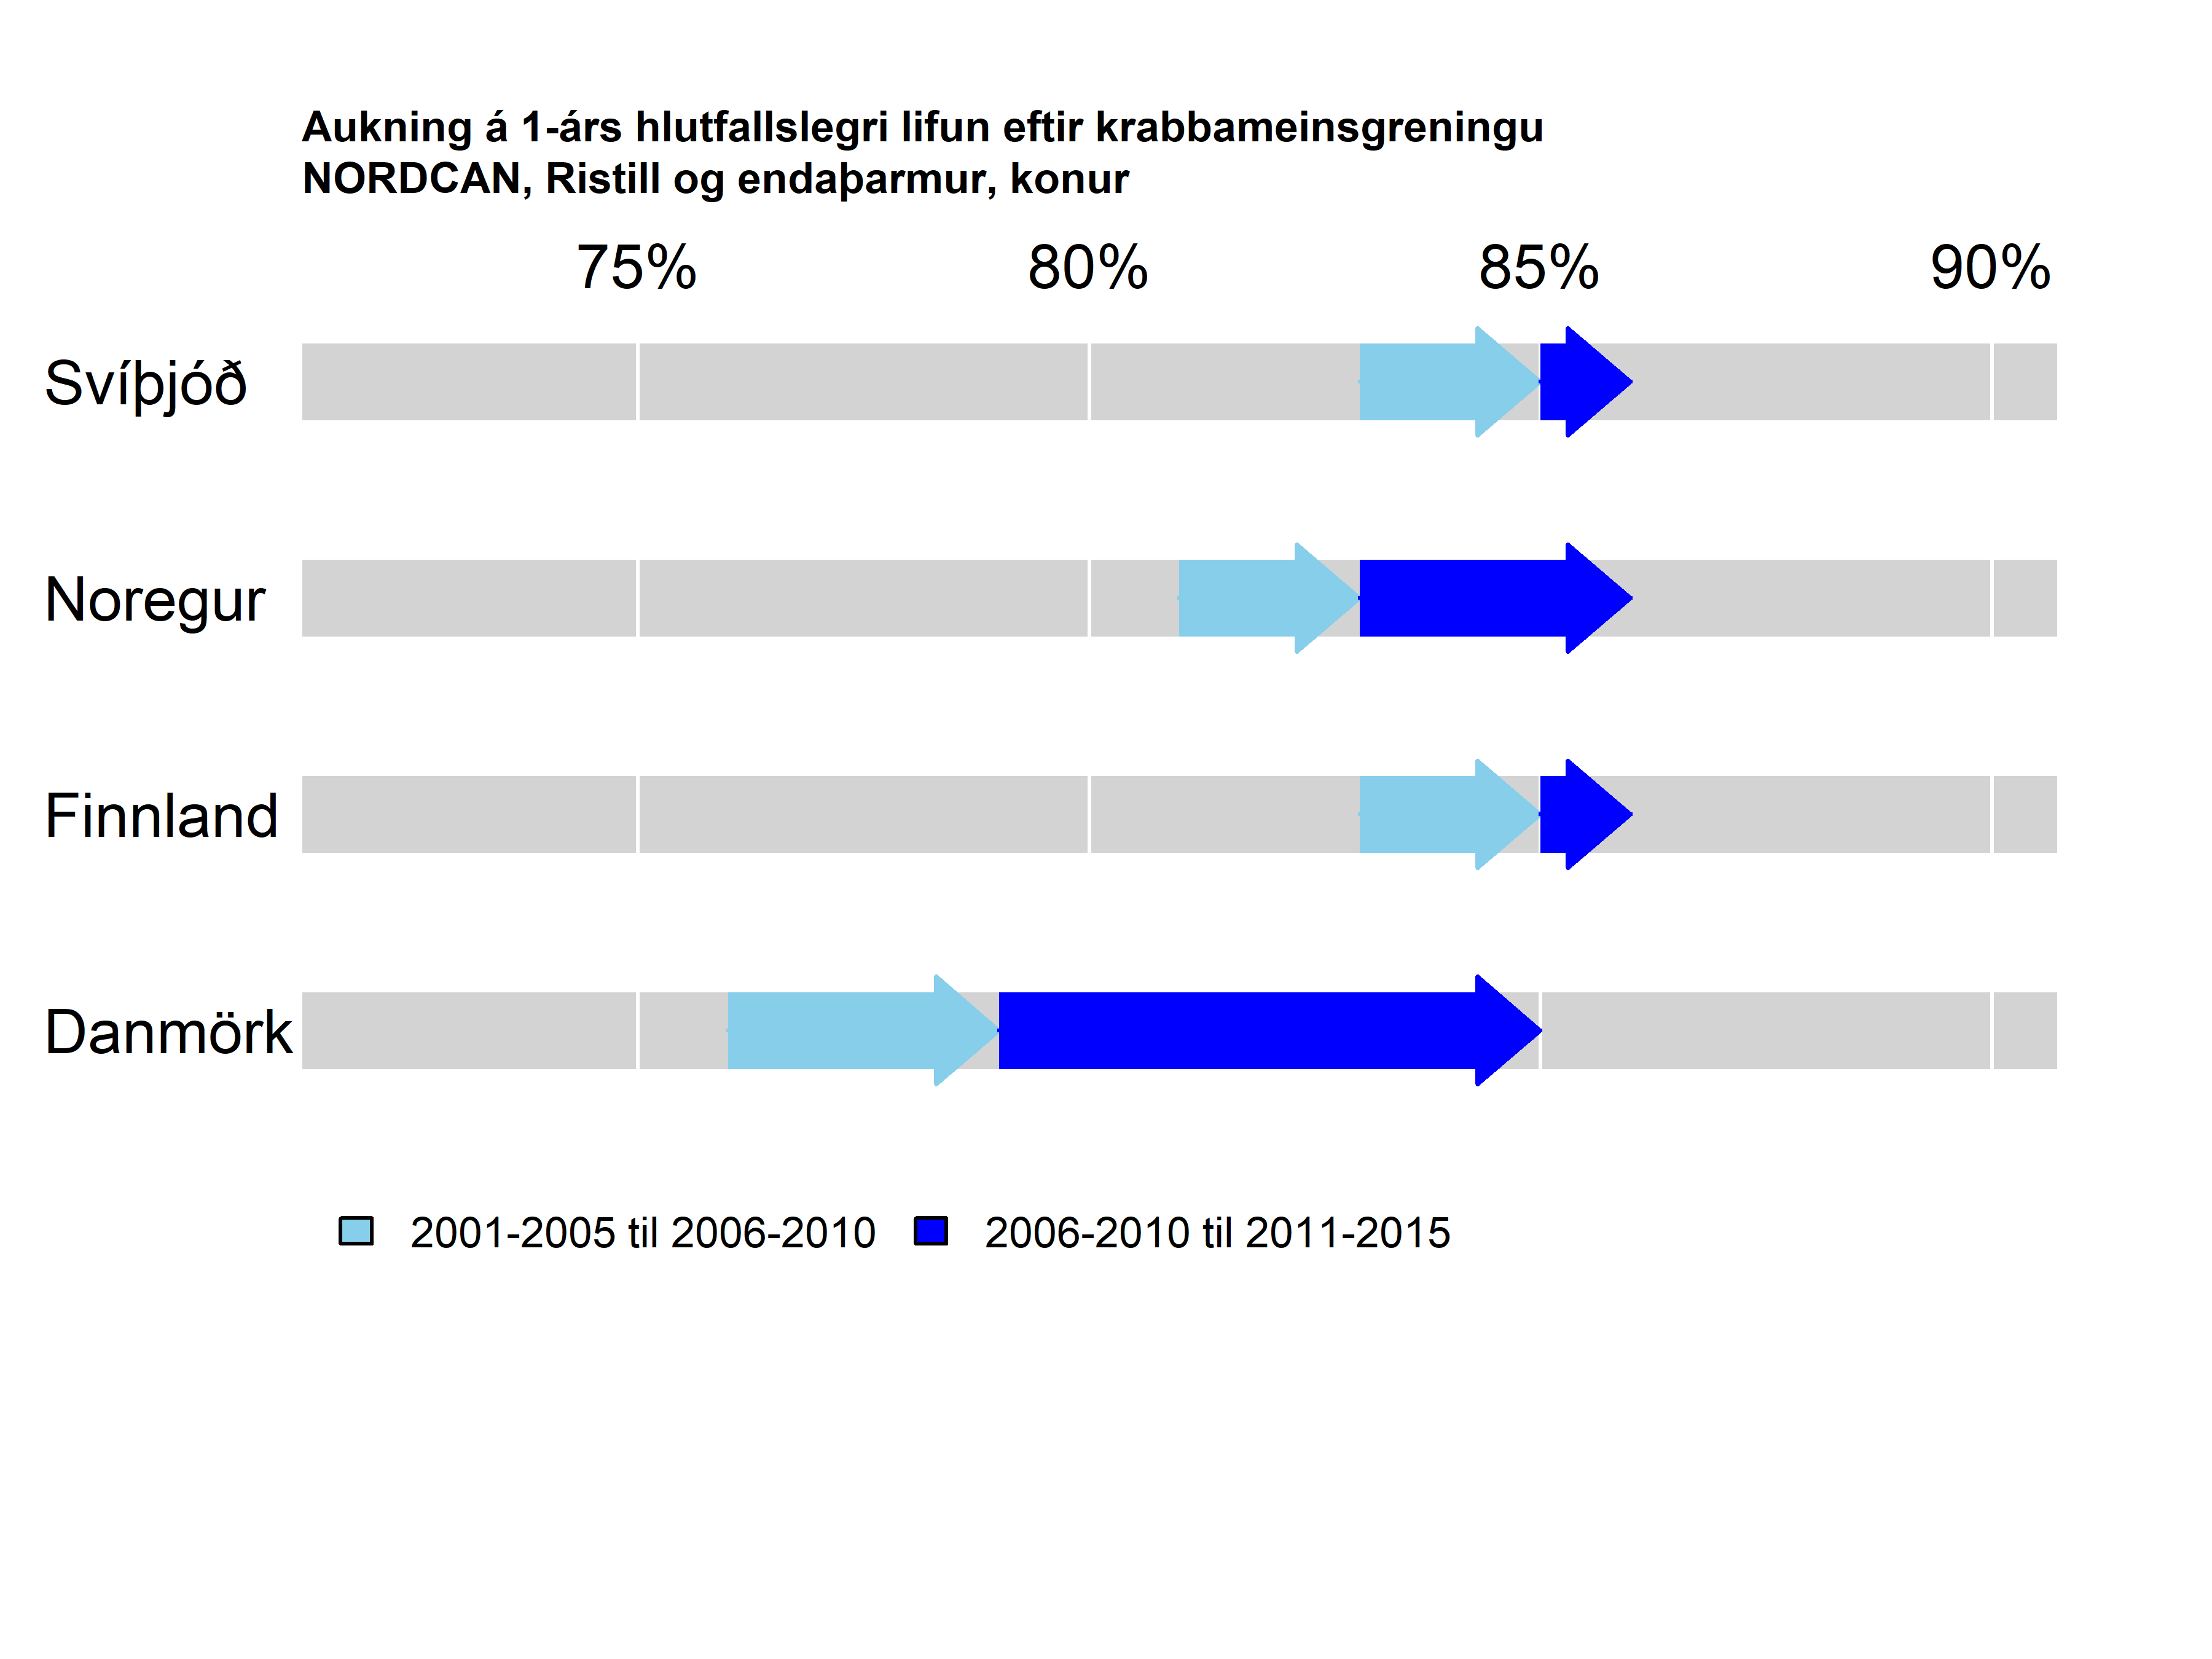 Aukning á 1-árs hlutfallslegri lifun eftir krabbameinsgreningu
NORDCAN, Ristill og endaþarmur, konur
75% 80% 85% 90%
Svíþjóð
Noregur
Finnland
Danmörk
2001-2005 til 2006-2010 2006-2010 til 2011-2015